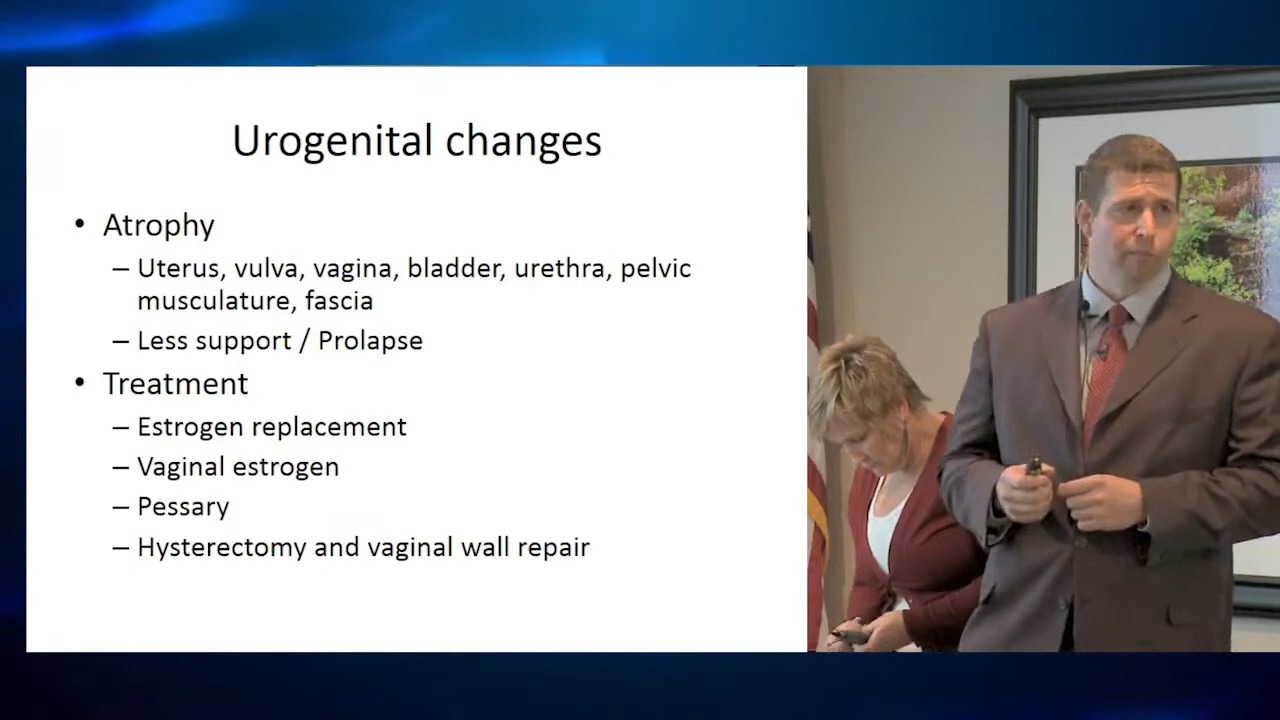 Urogenital changes
• Atrophy
– Uterus, vulva, vagina, bladder, urethra, pelvic
musculature, fascia
– Less support / Prolapse
• Treatment
– Estrogen replacement
– Vaginal estrogen
– Pessary
– Hysterectomy and vaginal wall repair